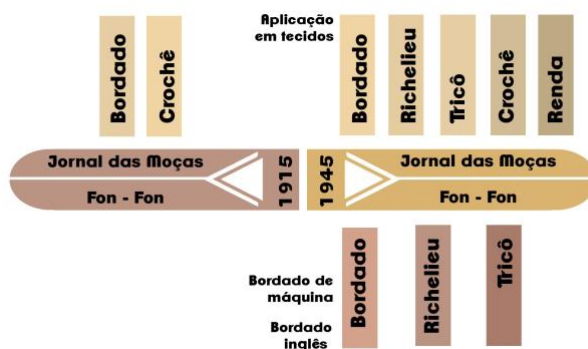 Aplicação
em tecidos
Bordado
Crochê
Bordado
Richelieu
Tricô
Crochê
Renda
Jornal das Moças
Fon - Fon
1915
1945
Jornal das Moças
Fon - Fon
Bordado de
máquina
Bordado
inglês
Bordado
Richelieu
Tricô